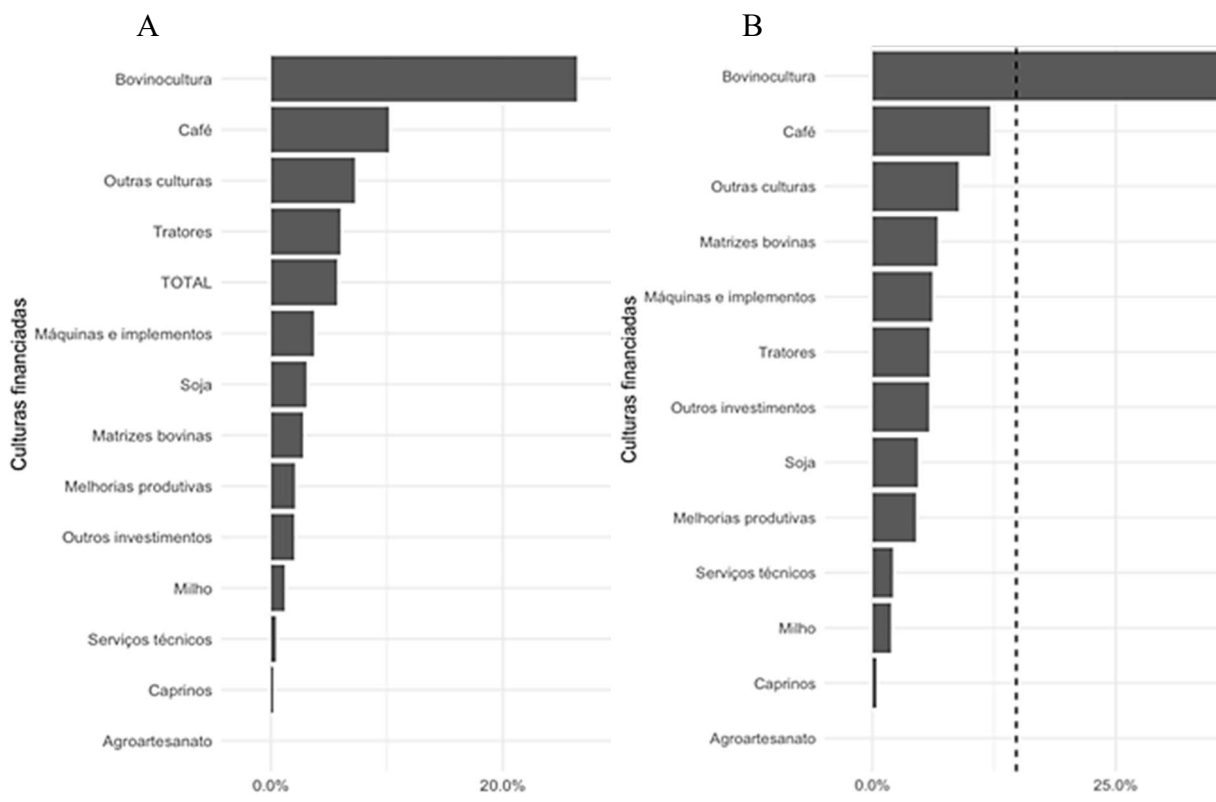 A
Bovinocultura
Café
Outras culturas
Tratores
TOTAL
Máquinas e implementos
Soja
Matrizes bovinas
Melhorias produtivas
Outros investimentos
Milho
Serviços técnicos
Caprinos
Agroartesanato
Culturas financiadas
0.0%
20.0%
B
Bovinocultura
Café
Outras culturas
Matrizes bovinas
Máquinas e implementos
Tratores
Outros investimentos
Soja
Melhorias produtivas
Serviços técnicos
Milho
Caprinos
Agroartesanato
Culturas financiadas
0.0%
25.0%